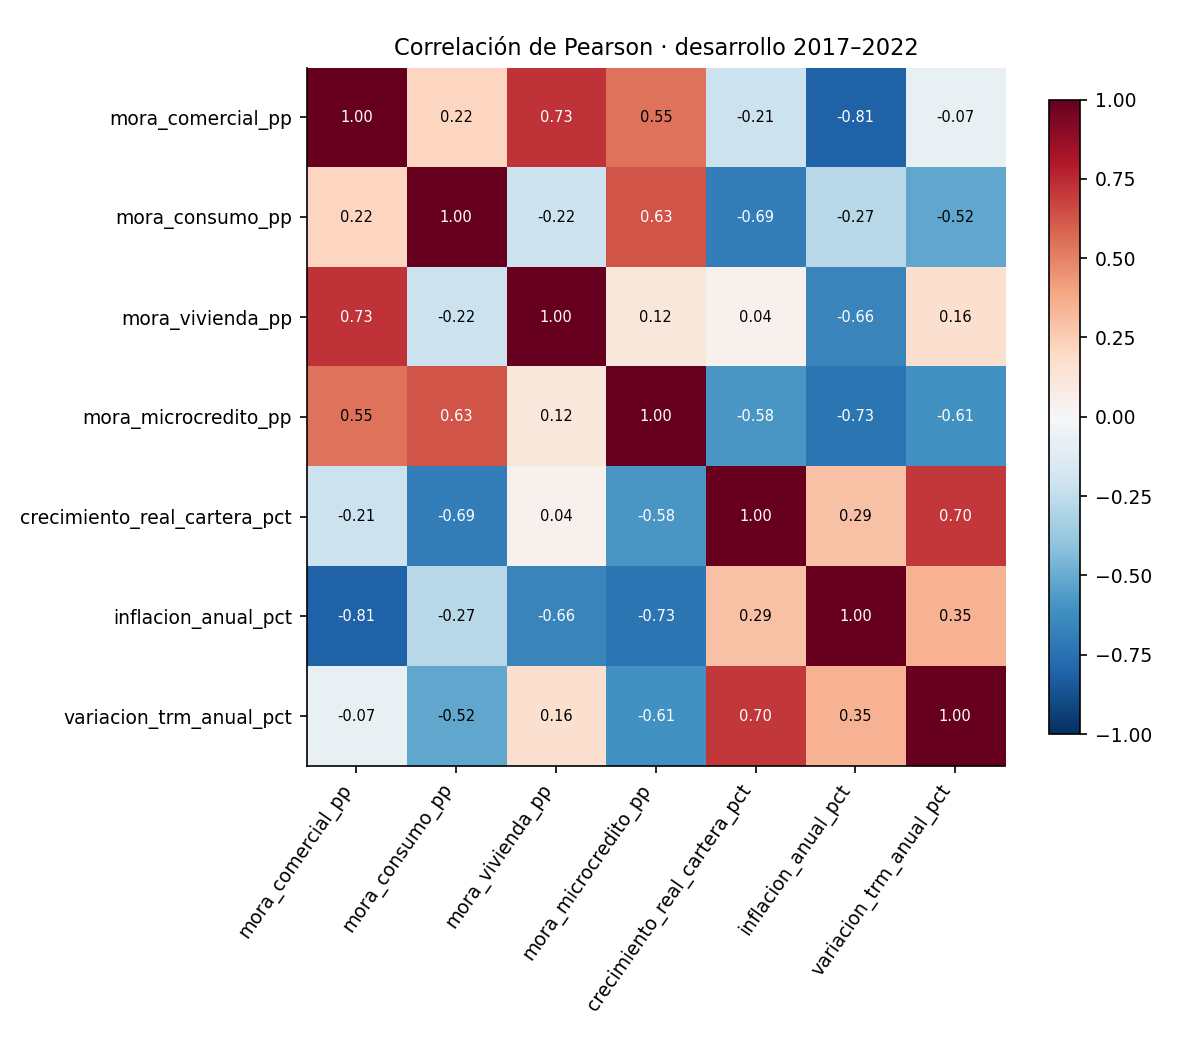 Correlación de Pearson · desarrollo 2017–2022
mora_comercial_pp 1.00 0.22 0.73 0.55 -0.21 -0.81 -0.07
mora_consumo_pp 0.22 1.00 -0.22 0.63 -0.69 -0.27 -0.52
mora_vivienda_pp 0.73 -0.22 1.00 0.12 0.04 -0.66 0.16
mora_microcredito_pp 0.55 0.63 0.12 1.00 -0.58 -0.73 -0.61
crecimiento_real_cartera_pct -0.21 -0.69 0.04 -0.58 1.00 0.29 0.70
inflacion_anual_pct -0.81 -0.27 -0.66 -0.73 0.29 1.00 0.35
variacion_trm_anual_pct -0.07 -0.52 0.16 -0.61 0.70 0.35 1.00
mora_comercial_pp
mora_consumo_pp
mora_vivienda_pp
mora_microcredito_pp
crecimiento_real_cartera_pct
inflacion_anual_pct
variacion_trm_anual_pct
1.00
0.75
0.50
0.25
0.00
−0.25
−0.50
−0.75
−1.00